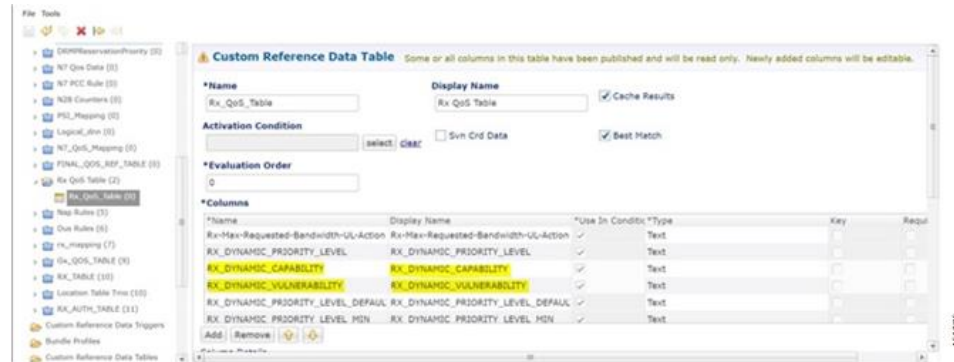 File Tools
DRMPReservationPriority (0)
N7 Qos Data (0)
N7 PCC Rule (0)
N28 Counters (0)
PSI_Mapping (0)
Logical_dnn (0)
N7_QoS_Mapping (0)
FINAL_QOS_REF_TABLE (0)
Rx QoS Table (2)
Rx_QoS_Table (0)
Nap Rules (5)
Dus Rules (6)
rx_mapping (7)
Gx_QOS_TABLE (9)
RX_TABLE (10)
Location Table Tmo (10)
RX_AUTH_TABLE (11)
Custom Reference Data Triggers
Bundle Profiles
Custom Reference Data Tables
Custom Reference Data Table Some or all columns in this table have been published and will be read only. Newly added columns will be editable.
*Name Display Name
Rx_QoS_Table Rx QoS Table Cache Results
Activation Condition
select clear Svn Crd Data Best Match
*Evaluation Order
0
*Columns
*Name Display Name *Use In Conditic *Type Key Requi
Rx-Max-Requested-Bandwidth-UL-Action Rx-Max-Requested-Bandwidth-UL-Action Text
RX_DYNAMIC_PRIORITY_LEVEL RX_DYNAMIC_PRIORITY_LEVEL Text
RX_DYNAMIC_CAPABILITY RX_DYNAMIC_CAPABILITY Text
RX_DYNAMIC_VULNERABILITY RX_DYNAMIC_VULNERABILITY Text
RX_DYNAMIC_PRIORITY_LEVEL_DEFAUL RX_DYNAMIC_PRIORITY_LEVEL_DEFAUL Text
RX_DYNAMIC_PRIORITY_LEVEL_MIN RX_DYNAMIC_PRIORITY_LEVEL_MIN Text
Add Remove